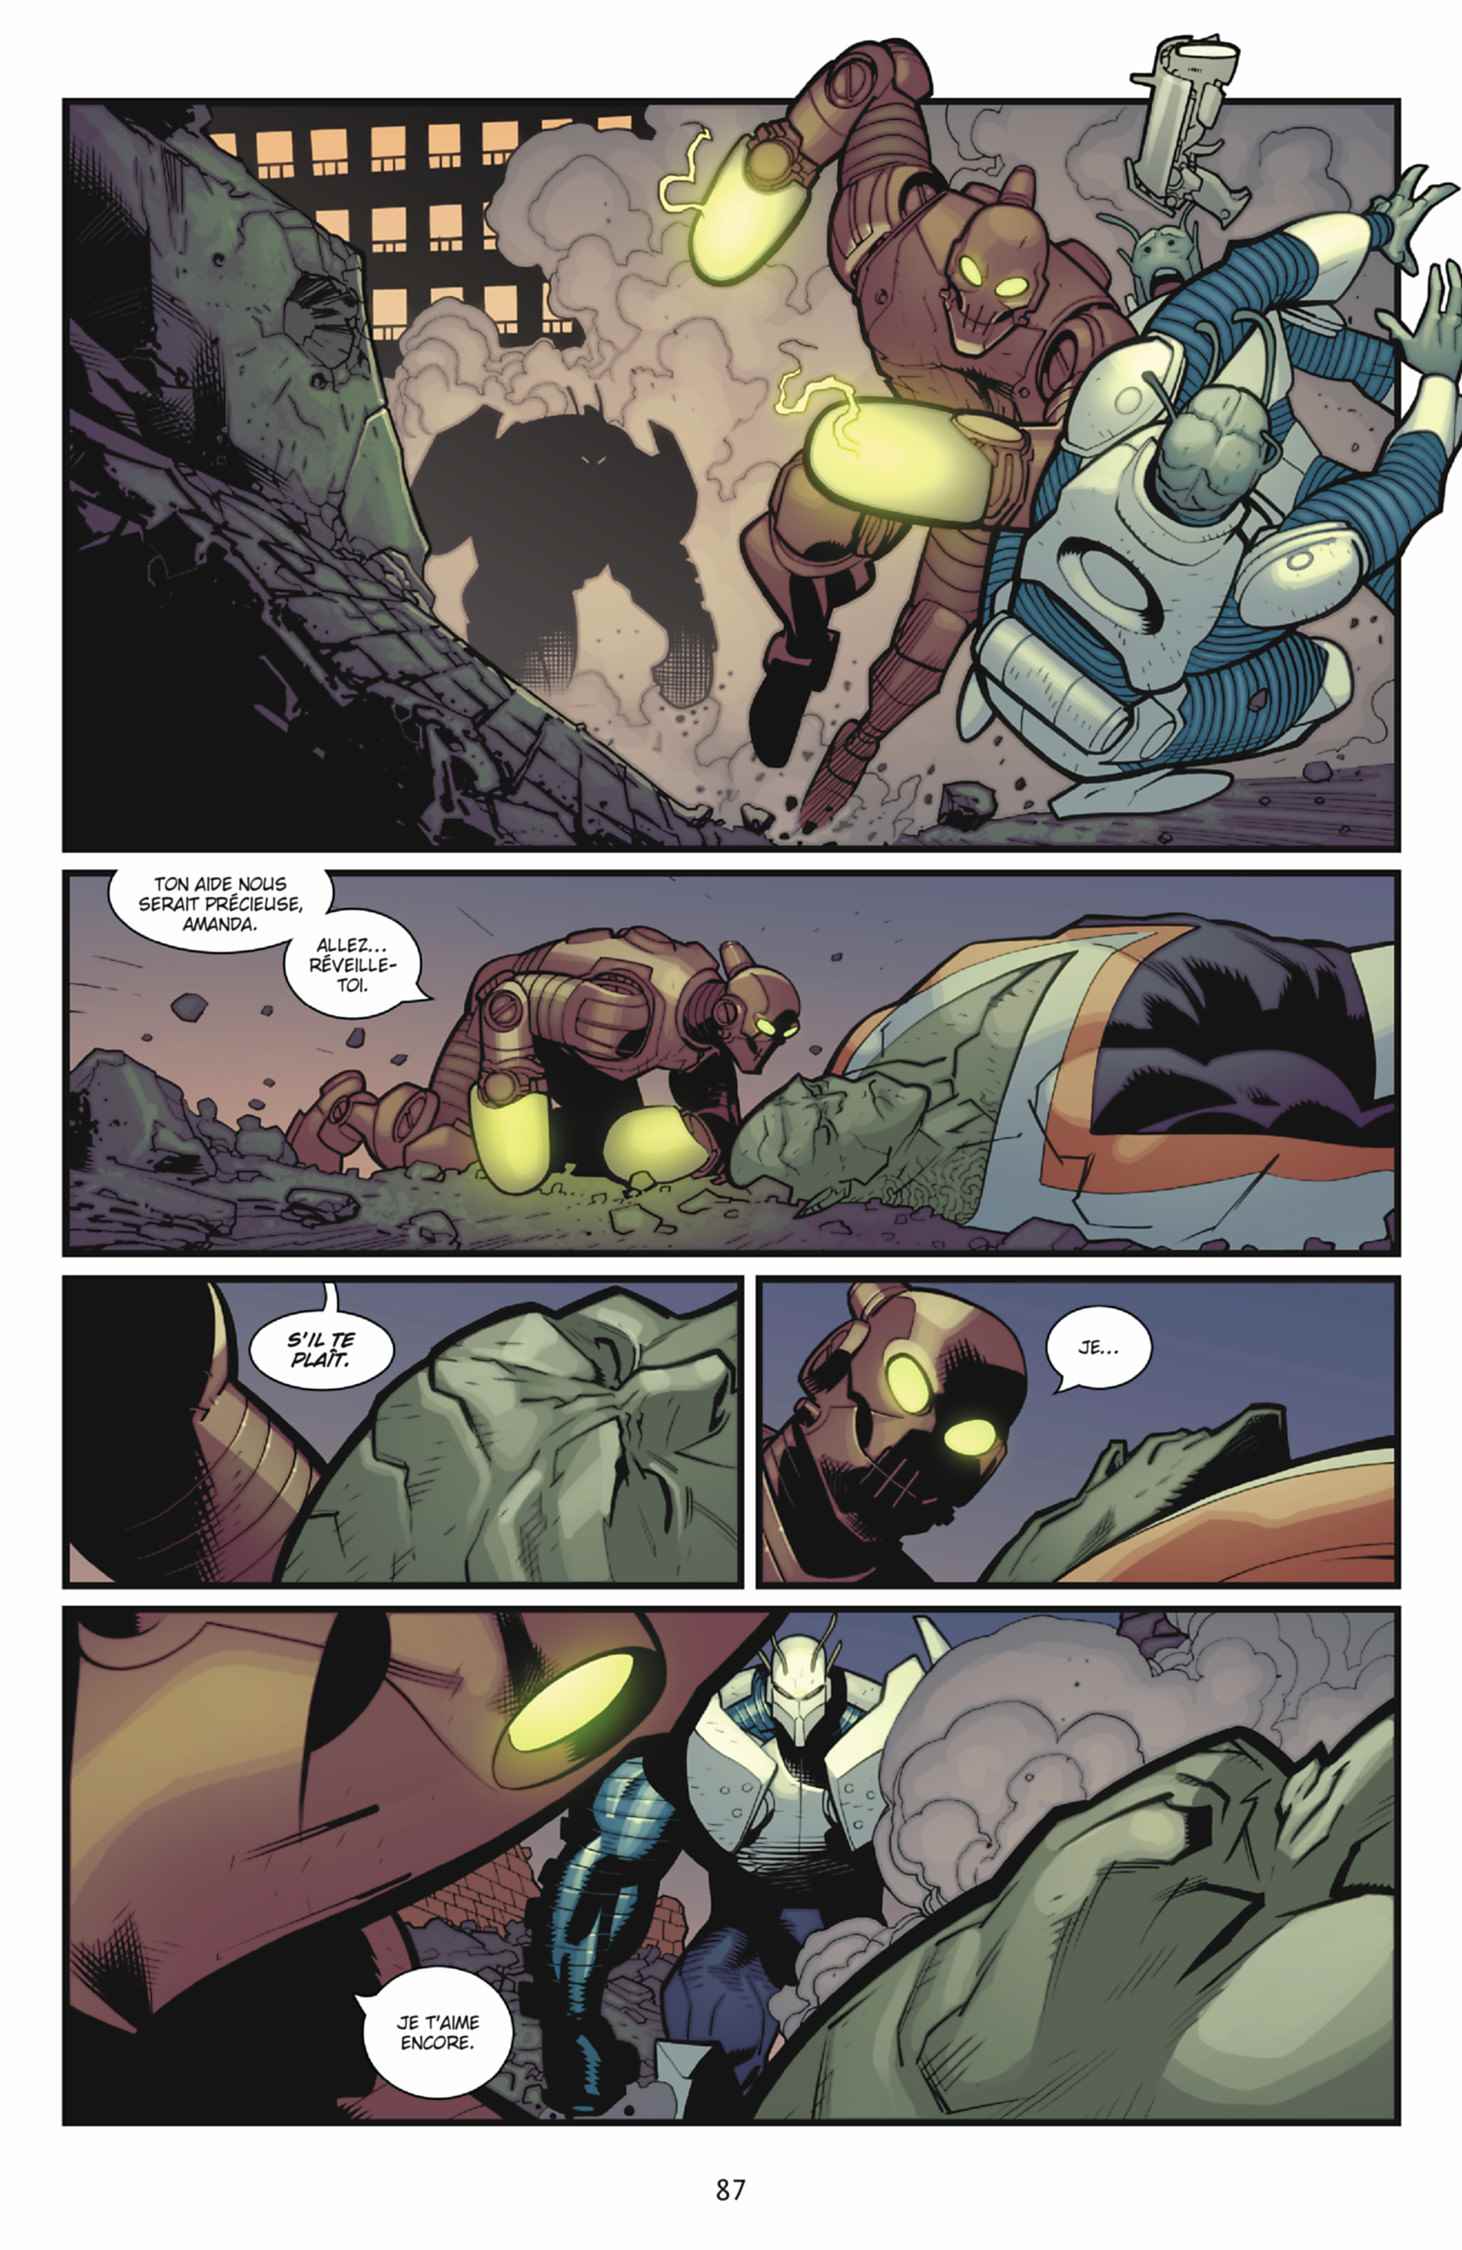 TON AIDE NOUS
SERAIT PRÉCIEUSE,
AMANDA.
ALLEZ...
RÉVEILLE-
TOI.
S'IL TE
PLAÎT.
JE...
JE T'AIME
ENCORE.
87